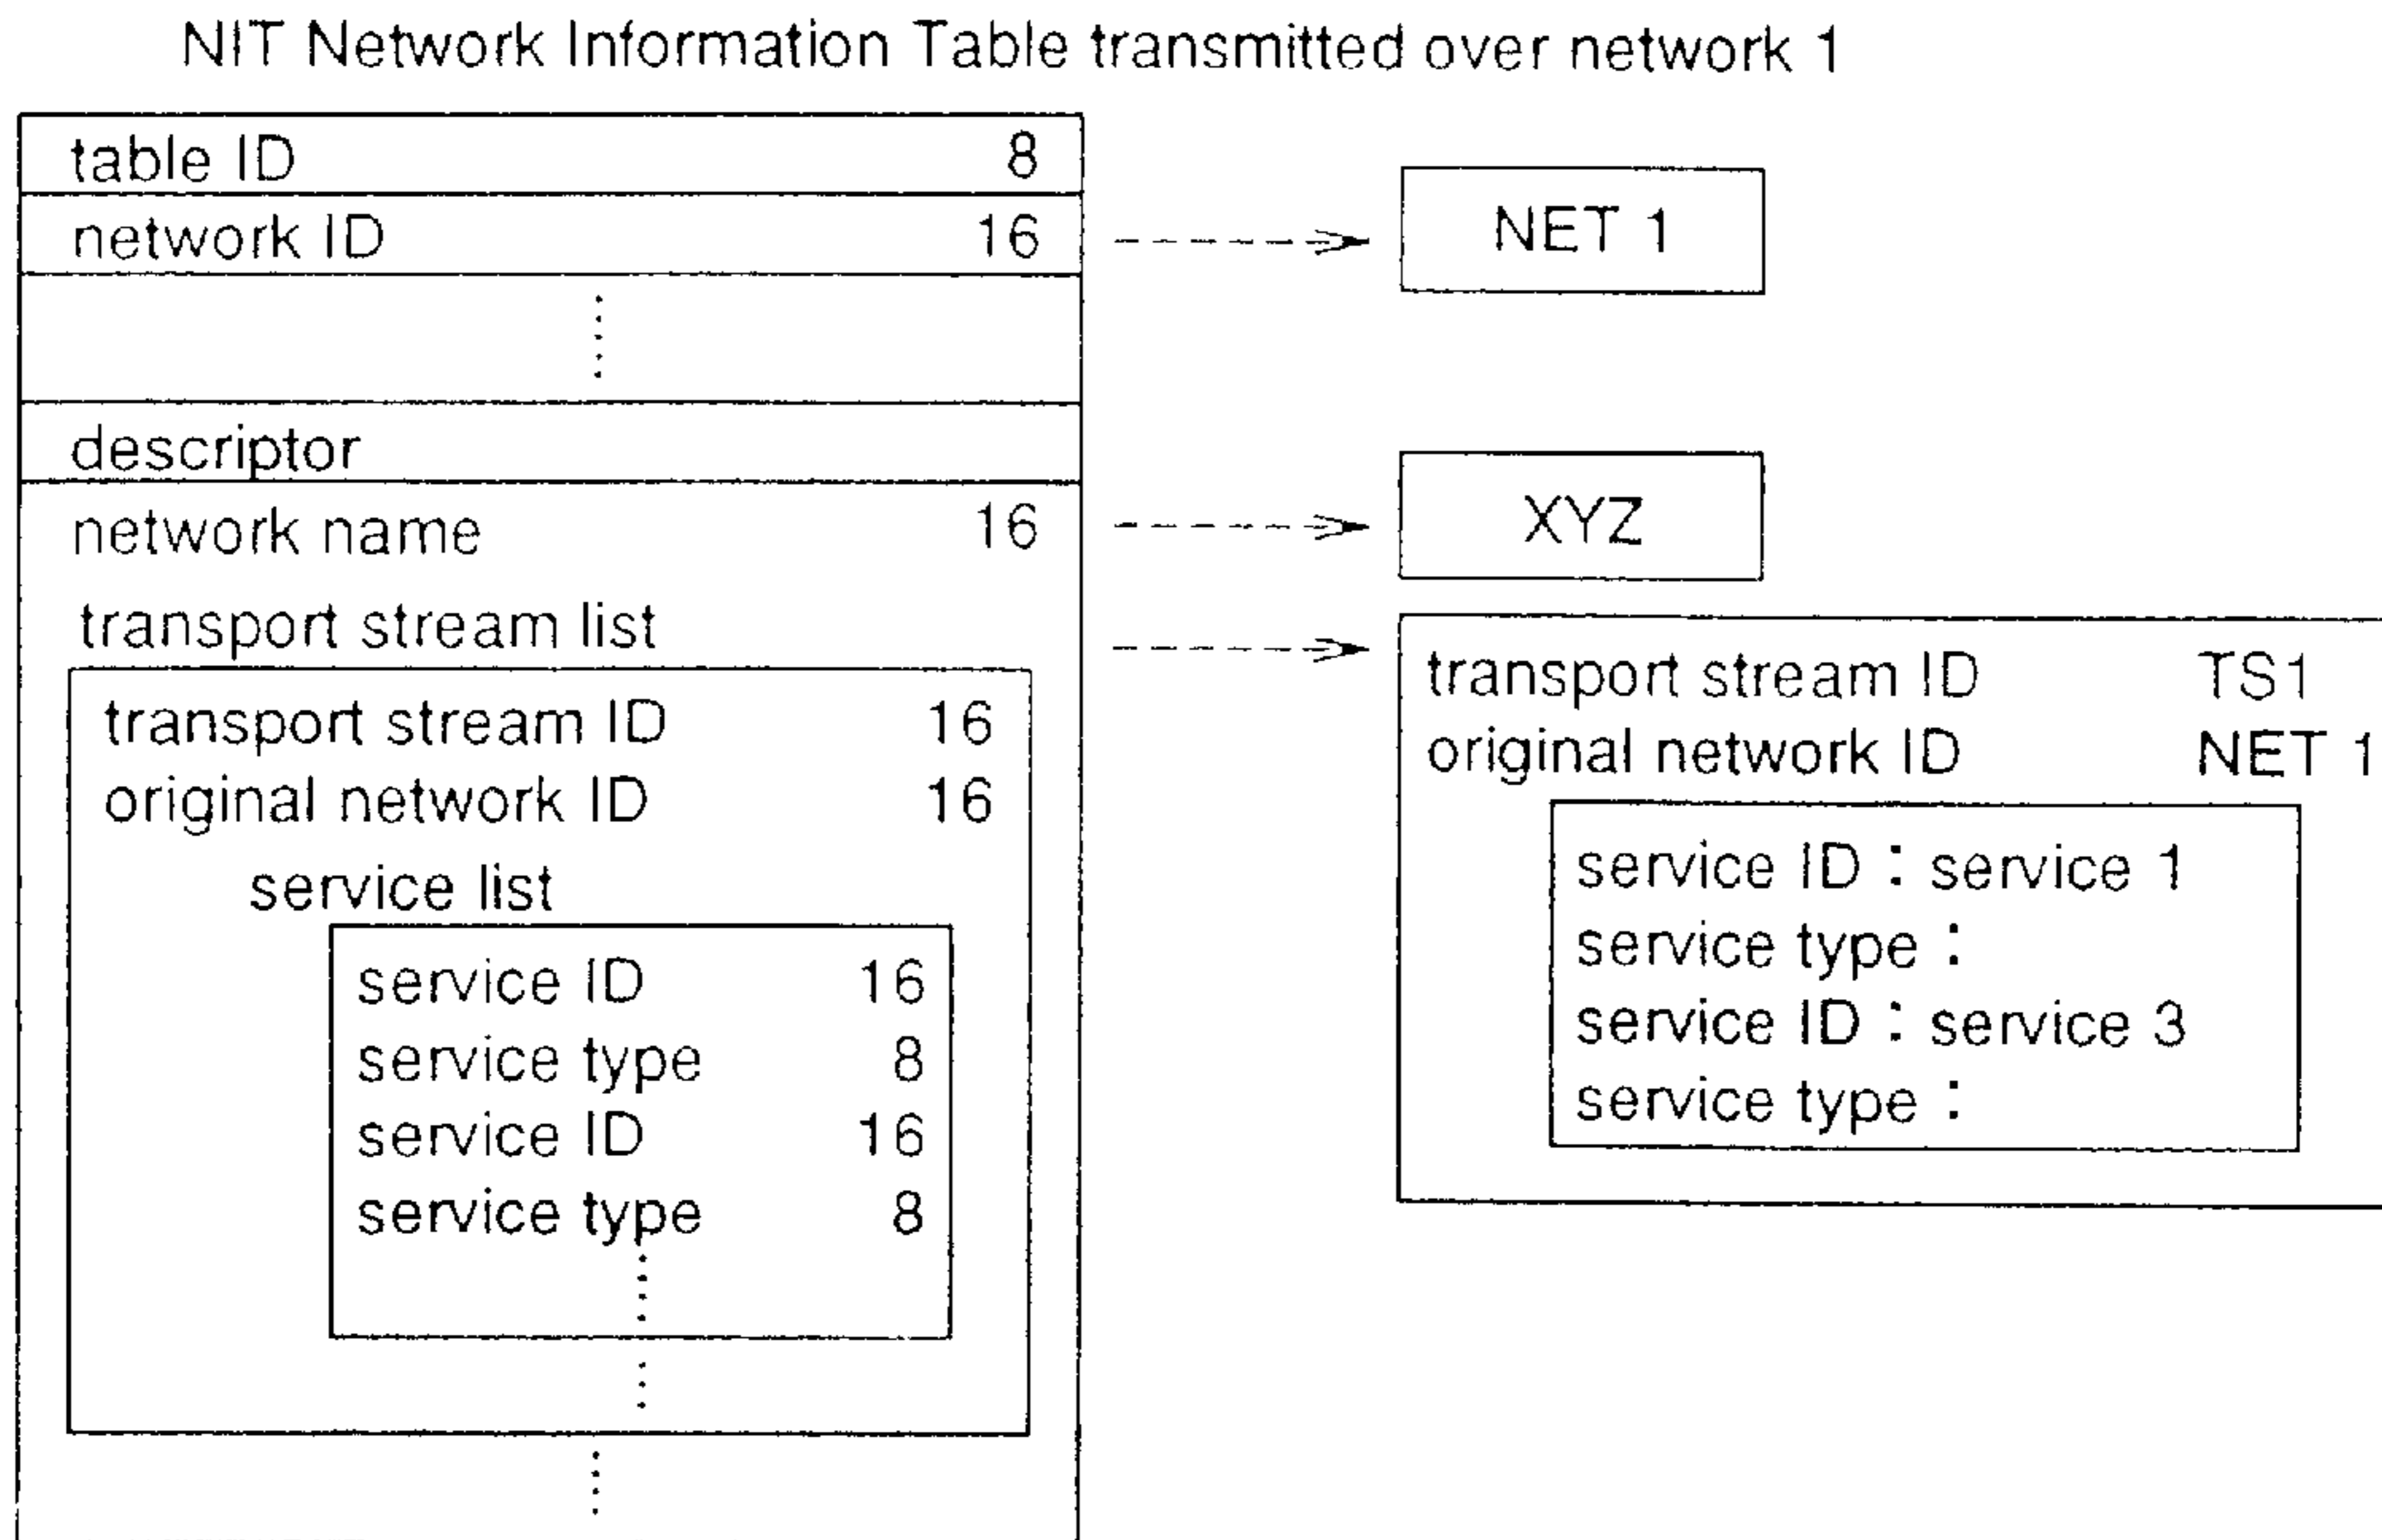 NIT Network Information Table transmitted over network 1
table ID 8
network ID 16
NET 1
descriptor
network name 16
XYZ
transport stream list
transport stream ID 16
original network ID 16
service list
service ID 16
service type 8
service ID 16
service type 8
transport stream ID TS1
original network ID NET 1
service ID : service 1
service type :
service ID : service 3
service type :